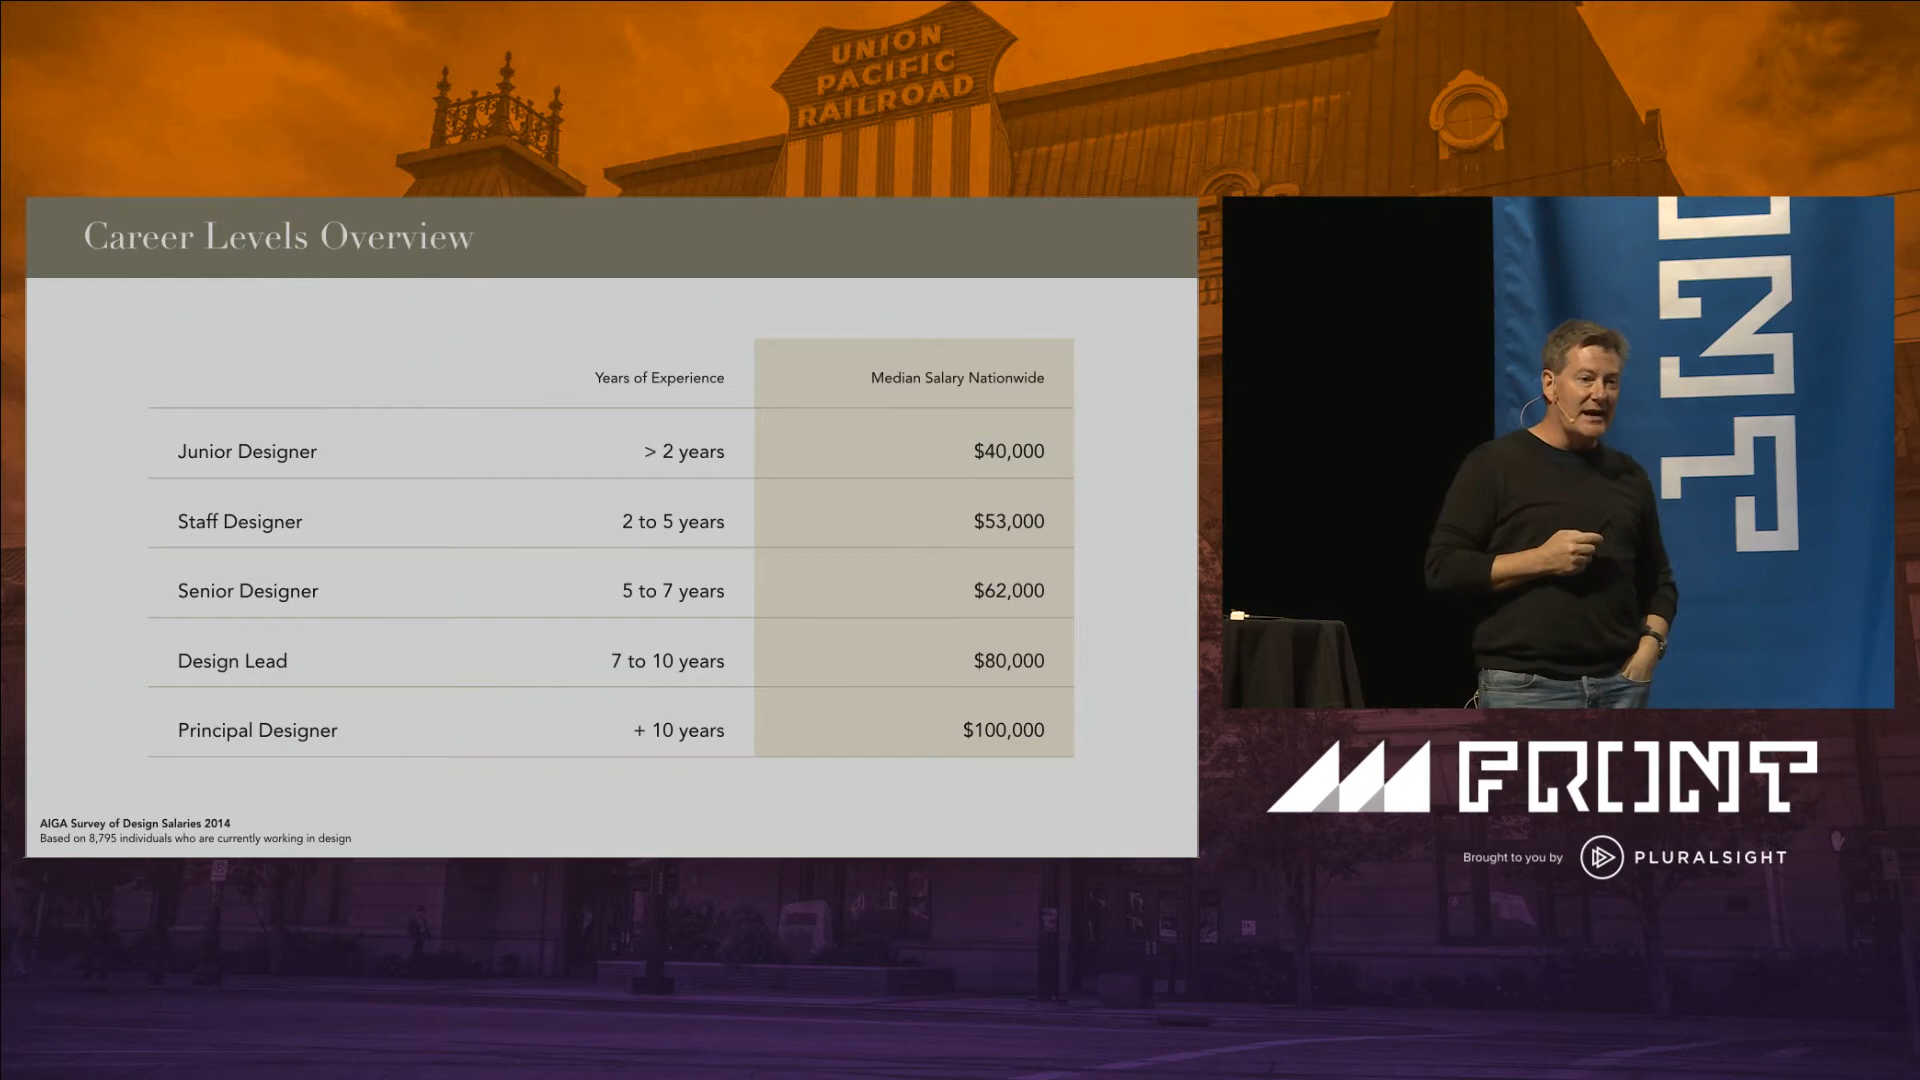 UNION
PACIFIC
RAILROAD
Career Levels Overview
Years of Experience Median Salary Nationwide
Junior Designer > 2 years $40,000
Staff Designer 2 to 5 years $53,000
Senior Designer 5 to 7 years $62,000
Design Lead 7 to 10 years $80,000
Principal Designer + 10 years $100,000
AIGA Survey of Design Salaries 2014
Based on 8,795 individuals who are currently working in design
NT
FRONT
Brought to you by PLURALSIGHT